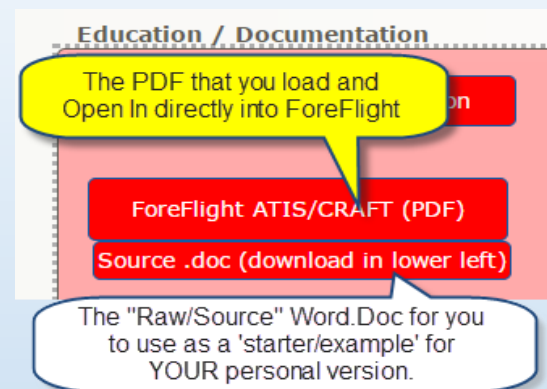 Education / Documentation
The PDF that you load and
Open In directly into ForeFlight
on
ForeFlight ATIS/CRAFT (PDF)
Source .doc (download in lower left)
The "Raw/Source" Word.Doc for you
to use as a 'starter/example' for
YOUR personal version.